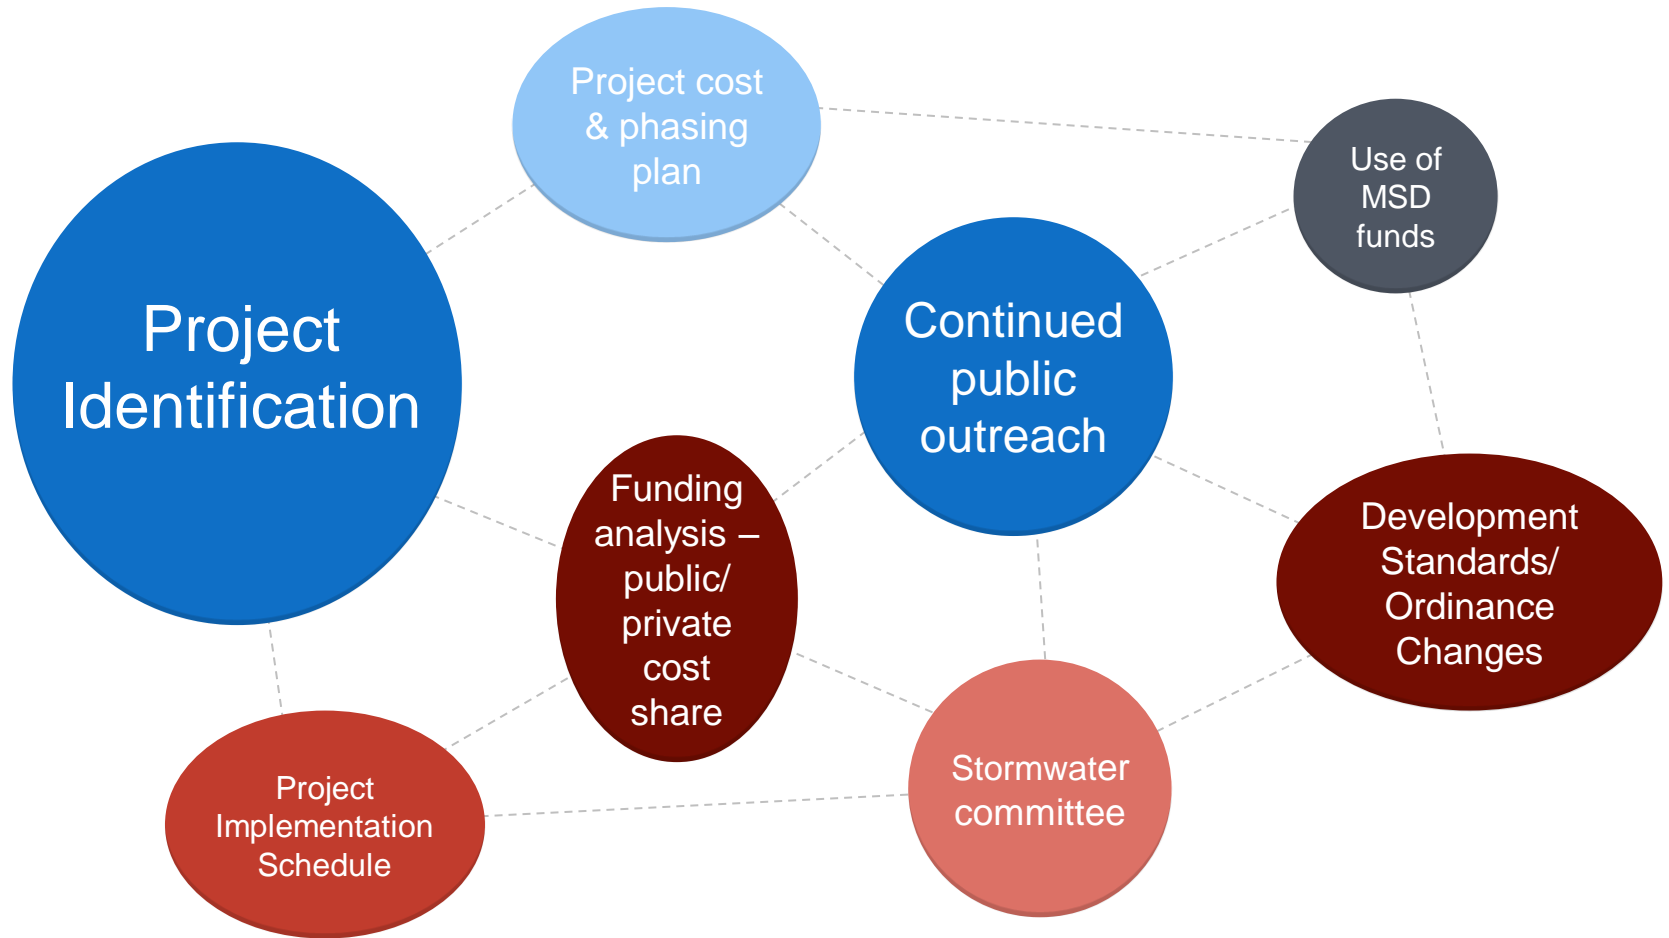 Project cost
& phasing
plan
Use of
MSD
funds
Project
Identification
Continued
public
outreach
Funding
analysis –
public/
private
cost
share
Development
Standards/
Ordinance
Changes
Project
Implementation
Schedule
Stormwater
committee